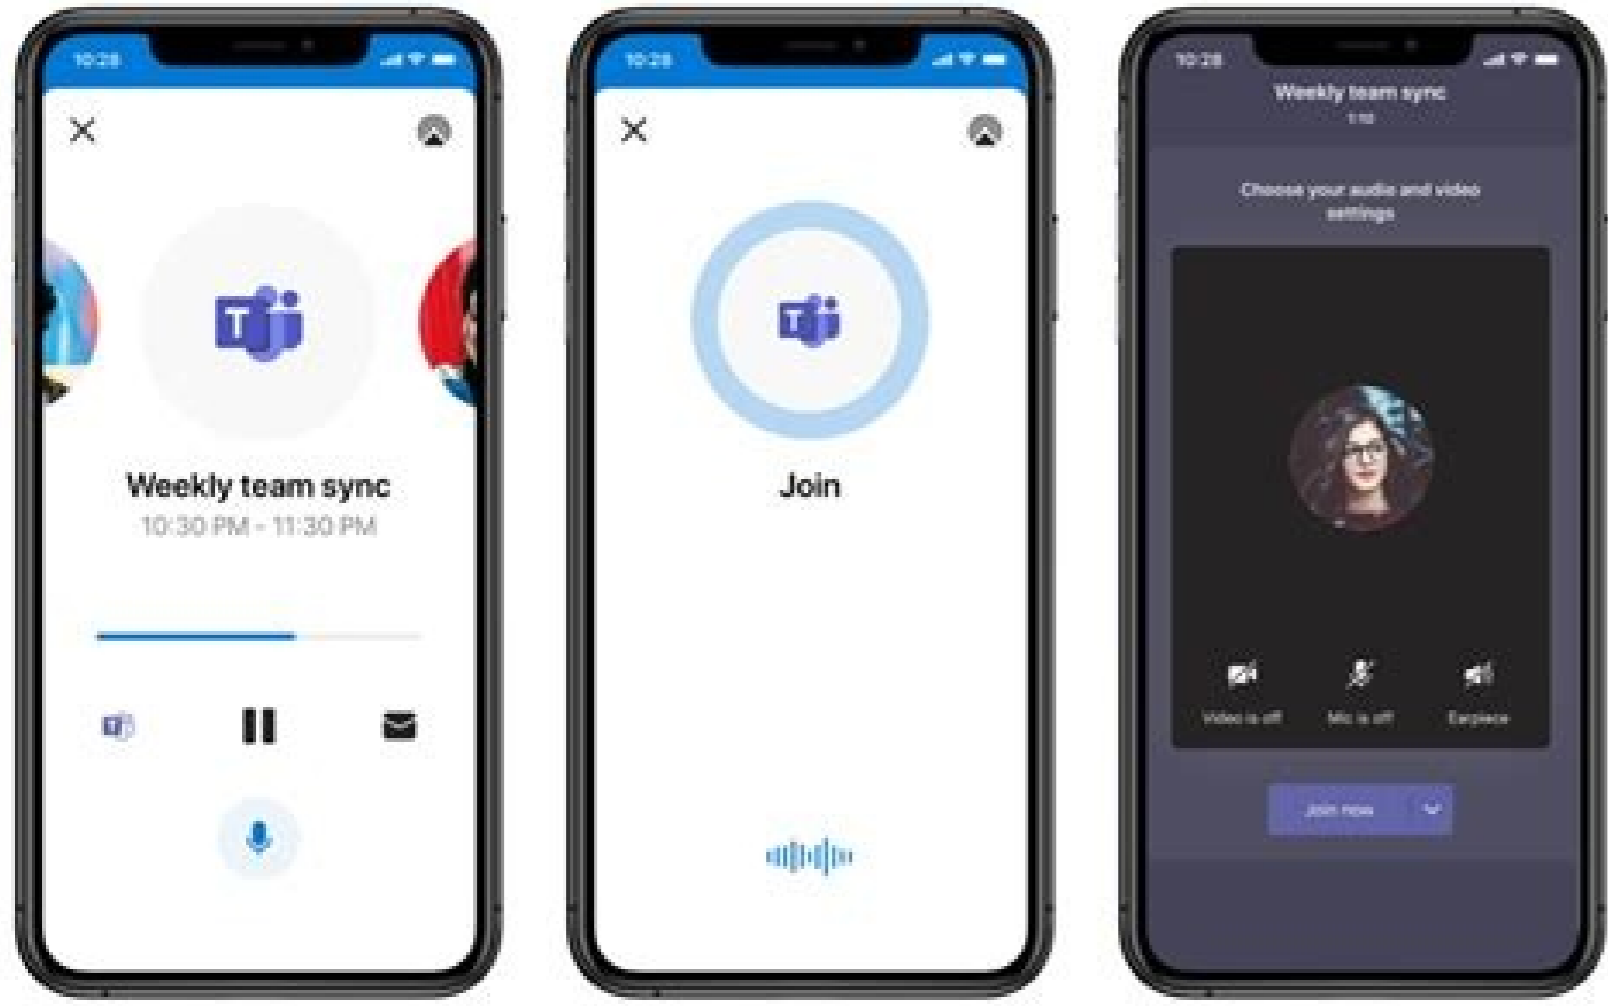 10:28
T
Weekly team sync
10:30 PM - 11:30 PM
T
10:28
T
Join
10:28
Weekly team sync
Choose your audio and video
settings
Video is off
Mic is off
Earpiece
Join now